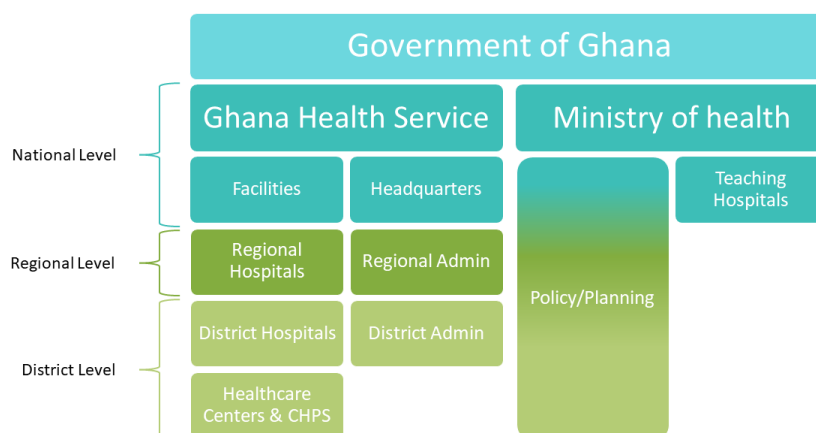 Government of Ghana
Ghana Health Service
Ministry of health
National Level
Facilities
Headquarters
Teaching
Hospitals
Regional Level
Regional
Hospitals
Regional Admin
Policy/Planning
District Hospitals
District Admin
District Level
Healthcare
Centers & CHPS